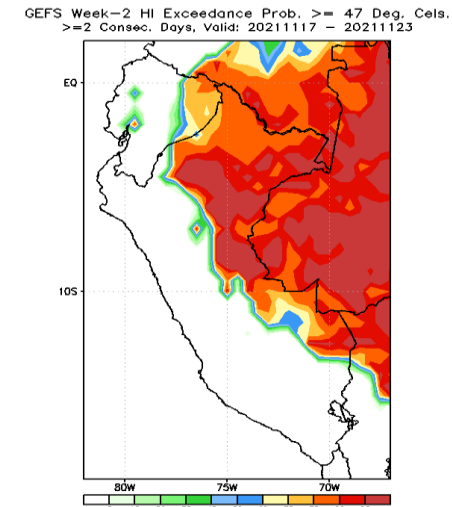 GEFS Week-2 HI Exceedance Prob. >= 47 Deg. Cels.
>=2 Consec. Days, Valid: 20211117 - 20211123
EQ
10S
80W 75W 70W